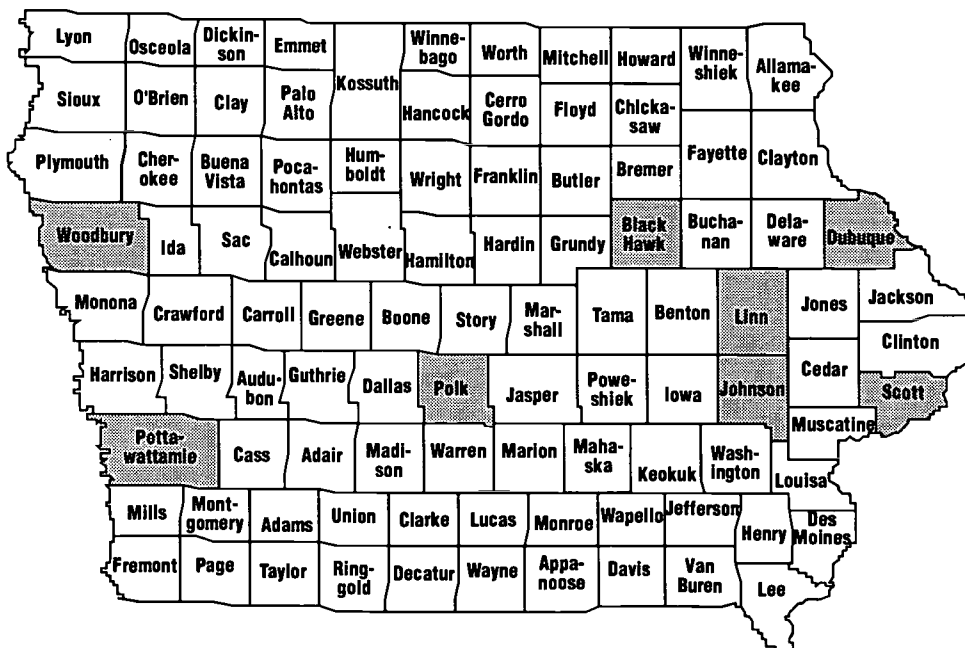 Lyon
Osceola
Dickin-
son
Emmet
Kossuth
Winne-
bago
Worth
Mitchell
Howard
Winne-
shiek
Allama-
kee
Sioux
O'Brien
Clay
Palo
Alto
Hancock
Cerro
Gordo
Floyd
Chicka-
saw
Plymouth
Cher-
okee
Buena
Vista
Poca-
hontas
Hum-
boldt
Wright
Franklin
Butler
Bremer
Fayette
Clayton
Woodbury
Ida
Sac
Calhoun
Webster
Hamilton
Hardin
Grundy
Black
Hawk
Bucha-
nan
Dela-
ware
Dubuque
Monona
Crawford
Carroll
Greene
Boone
Story
Mar-
shall
Tama
Benton
Linn
Jones
Jackson
Clinton
Harrison
Shelby
Audu-
bon
Guthrie
Dallas
Polk
Jasper
Powe-
shiek
Iowa
Johnson
Cedar
Scott
Muscatine
Potta-
wattamie
Cass
Adair
Madi-
son
Warren
Marion
Maha-
ska
Keokuk
Wash-
ington
Louisa
Mills
Mont-
gomery
Adams
Union
Clarke
Lucas
Monroe
Wapello
Jefferson
Henry
Des
Moines
Fremont
Page
Taylor
Ring-
gold
Decatur
Wayne
Appa-
noose
Davis
Van
Buren
Lee